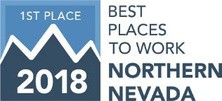 1ST PLACE
2018
BEST
PLACES
TO WORK
NORTHERN
NEVADA